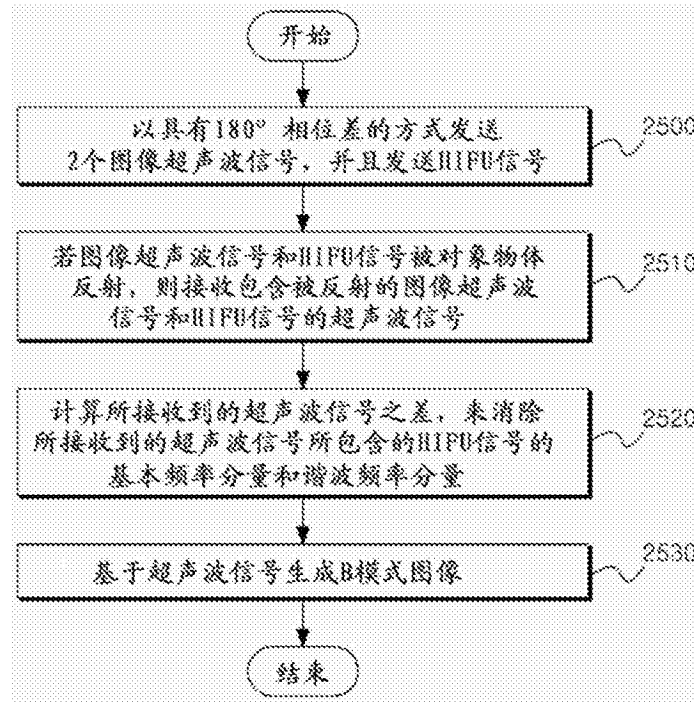 开始
以具有180°相位差的方式发送
2个图像超声波信号，并且发送HIFU信号
2500
若图像超声波信号和HIFU信号被对象物体
反射，则接收包含被反射的图像超声波
信号和HIFU信号的超声波信号
2510
计算所接收到的超声波信号之差，来消除
所接收到的超声波信号所包含的HIFU信号的
基本频率分量和谐波频率分量
2520
基于超声波信号生成B模式图像
2530
结束